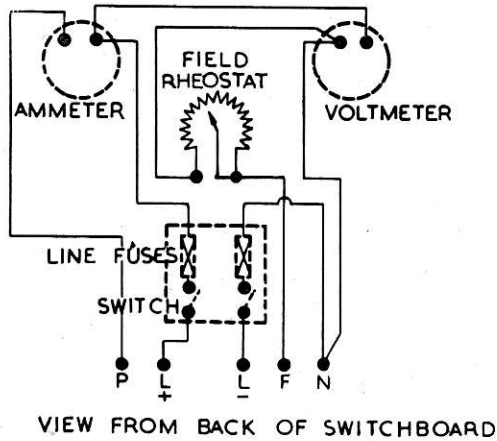 FIELD
RHEOSTAT
AMMETER
VOLTMETER
LINE FUSES
SWITCH
P
L
+
L
-
F
N
VIEW FROM BACK OF SWITCHBOARD